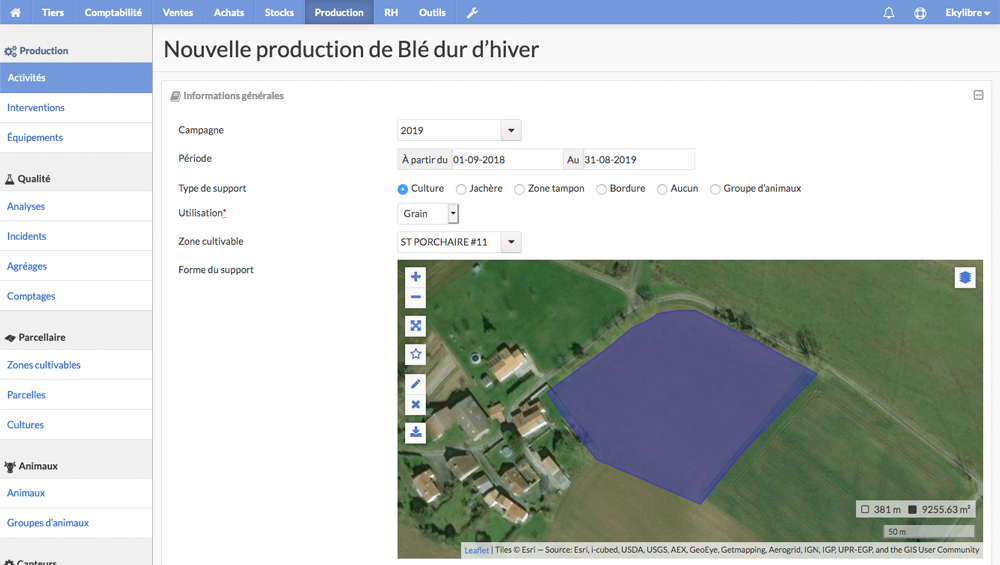 Tiers Comptabilité Ventes Achats Stocks Production RH Outils Ekylibre
Production
Activités
Interventions
Équipements
Qualité
Analyses
Incidents
Agréages
Comptages
Parcellaire
Zones cultivables
Parcelles
Cultures
Animaux
Animaux
Groupes d'animaux
Capteurs
Nouvelle production de Blé dur d'hiver
Informations générales
Campagne 2019
Période À partir du 01-09-2018 Au 31-08-2019
Type de support Culture Jachère Zone tampon Bordure Aucun Groupe d'animaux
Utilisation* Grain
Zone cultivable ST PORCHAIRE #11
Forme du support
381 m 9255.63 m²
50 m
Leaflet | Tiles © Esri — Source: Esri, i-cubed, USDA, USGS, AEX, GeoEye, Getmapping, Aerogrid, IGN, IGP, UPR-EGP, and the GIS User Community